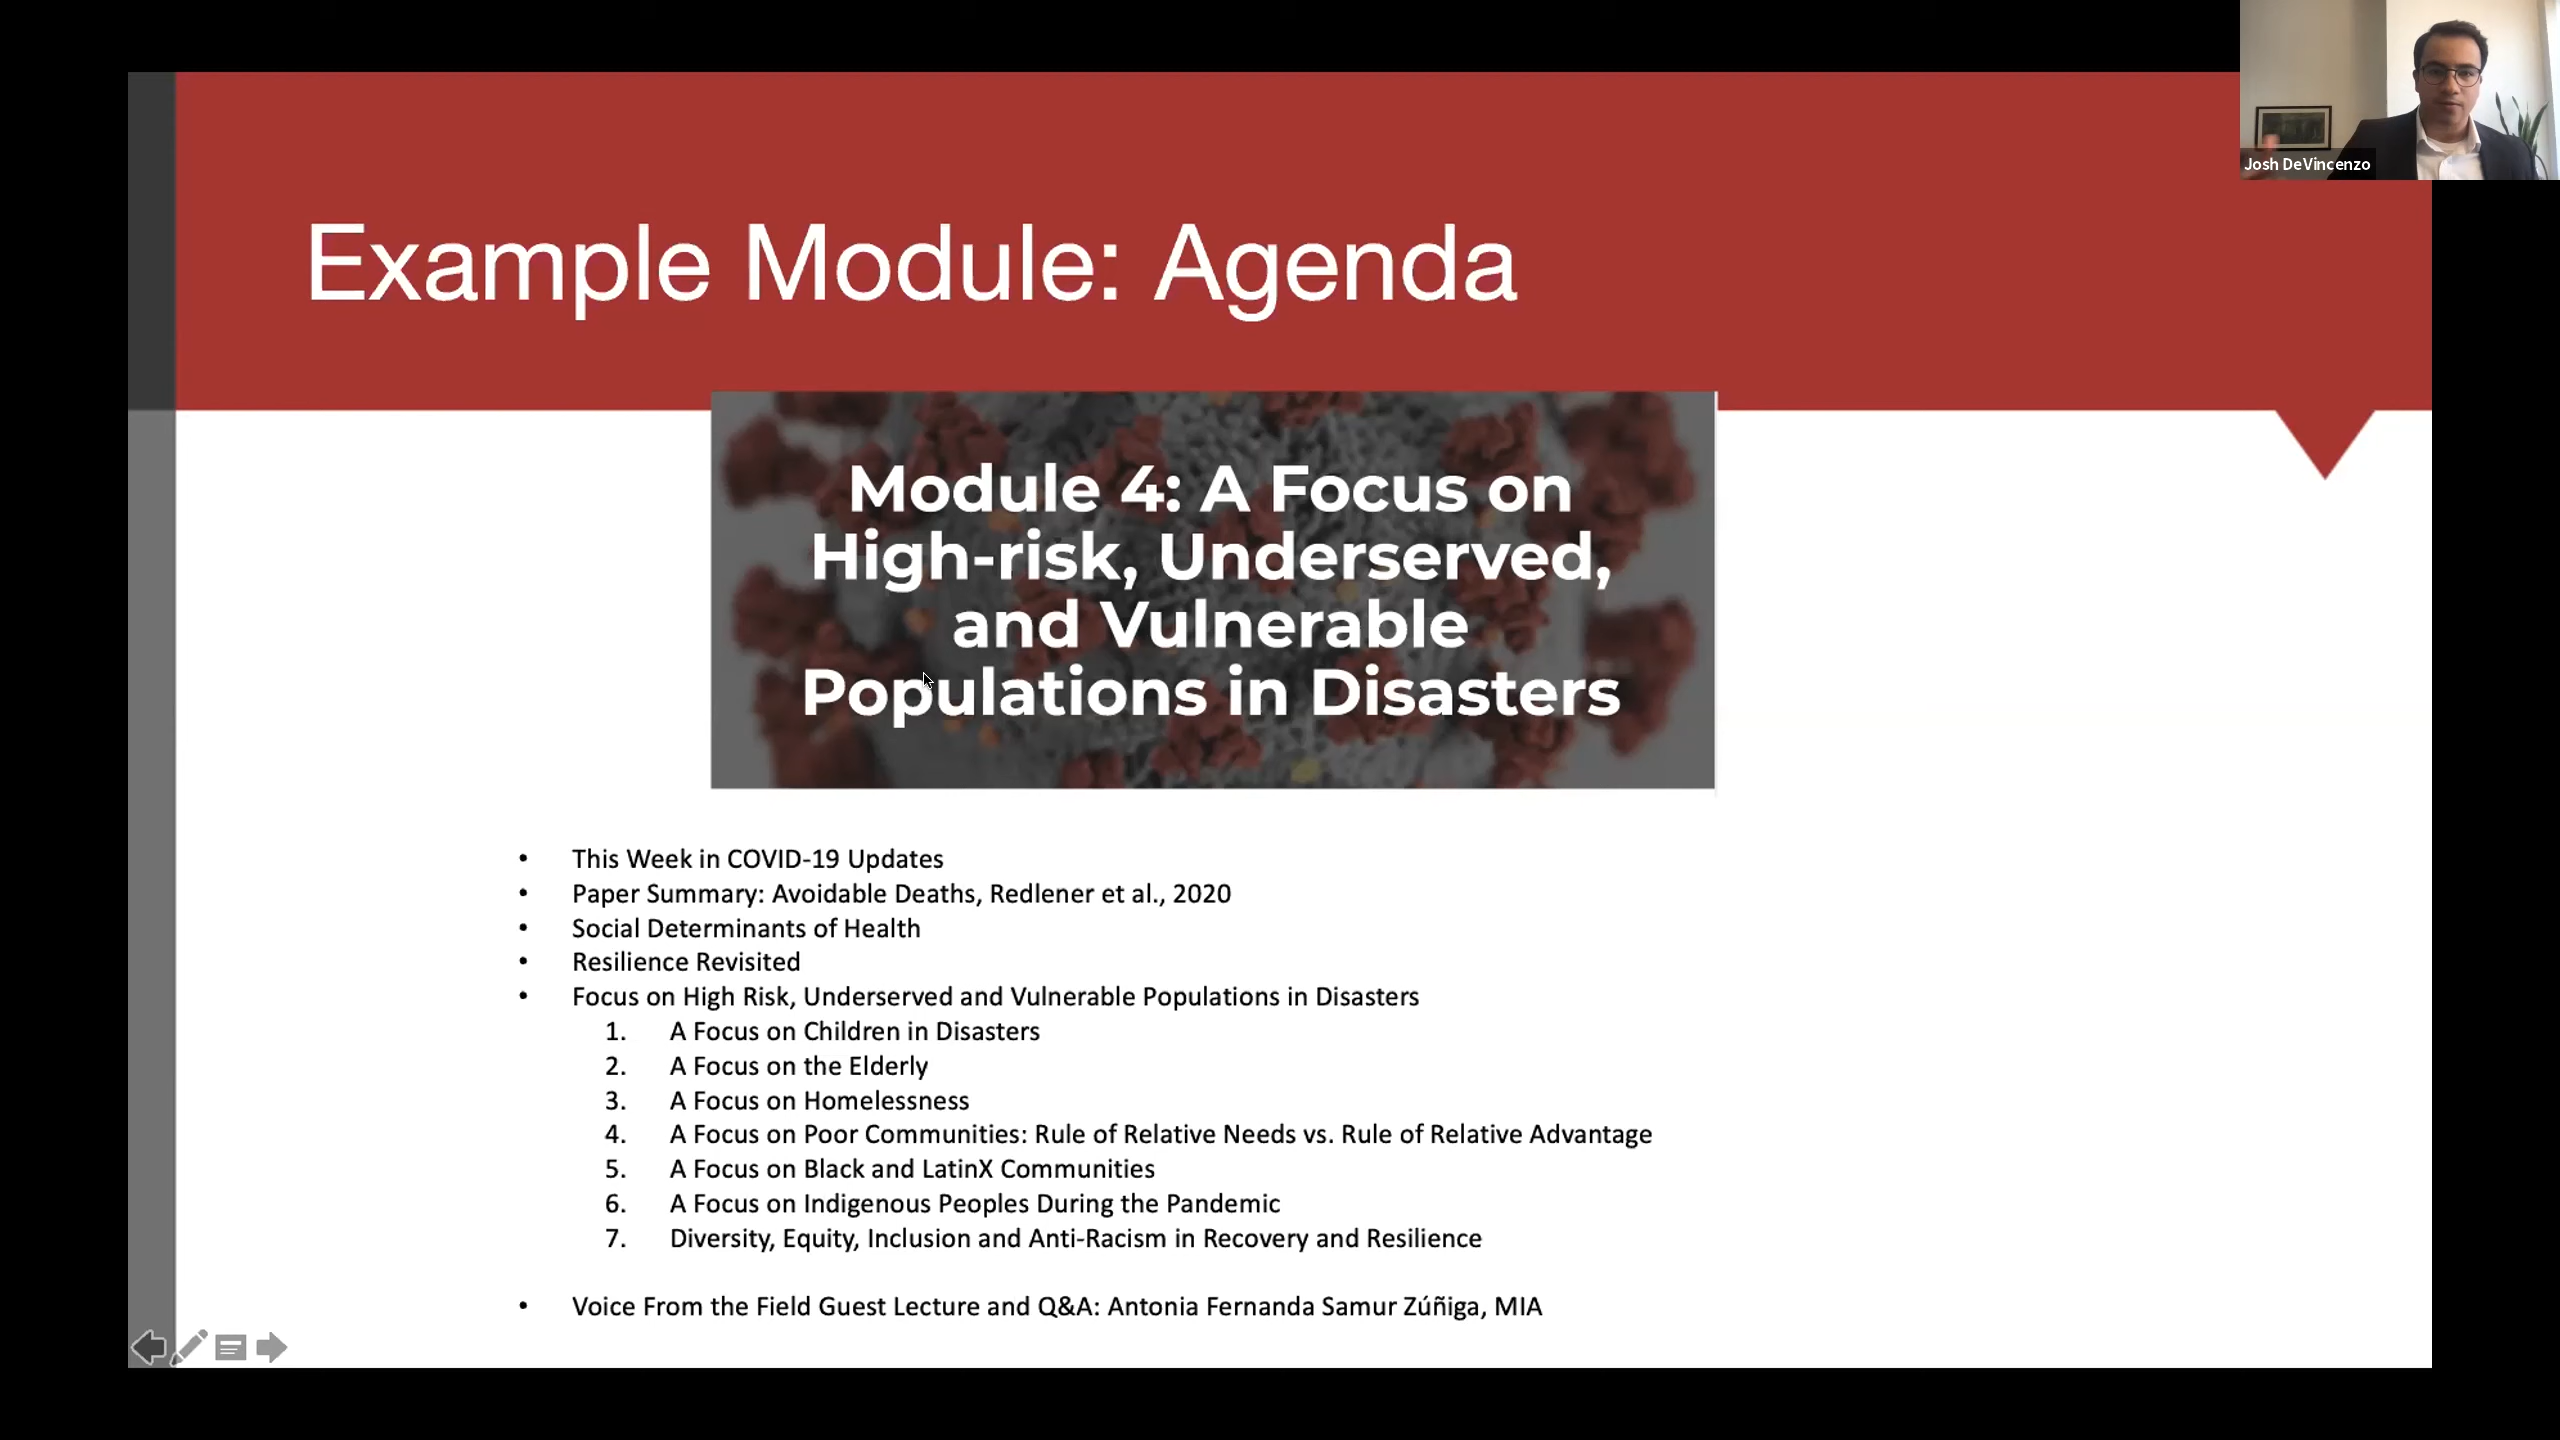 Josh DeVincenzo
Example Module: Agenda
Module 4: A Focus on
High-risk, Underserved,
and Vulnerable
Populations in Disasters
• This Week in COVID-19 Updates
• Paper Summary: Avoidable Deaths, Redlener et al., 2020
• Social Determinants of Health
• Resilience Revisited
• Focus on High Risk, Underserved and Vulnerable Populations in Disasters
1. A Focus on Children in Disasters
2. A Focus on the Elderly
3. A Focus on Homelessness
4. A Focus on Poor Communities: Rule of Relative Needs vs. Rule of Relative Advantage
5. A Focus on Black and LatinX Communities
6. A Focus on Indigenous Peoples During the Pandemic
7. Diversity, Equity, Inclusion and Anti-Racism in Recovery and Resilience
• Voice From the Field Guest Lecture and Q&A: Antonia Fernanda Samur Zúñiga, MIA